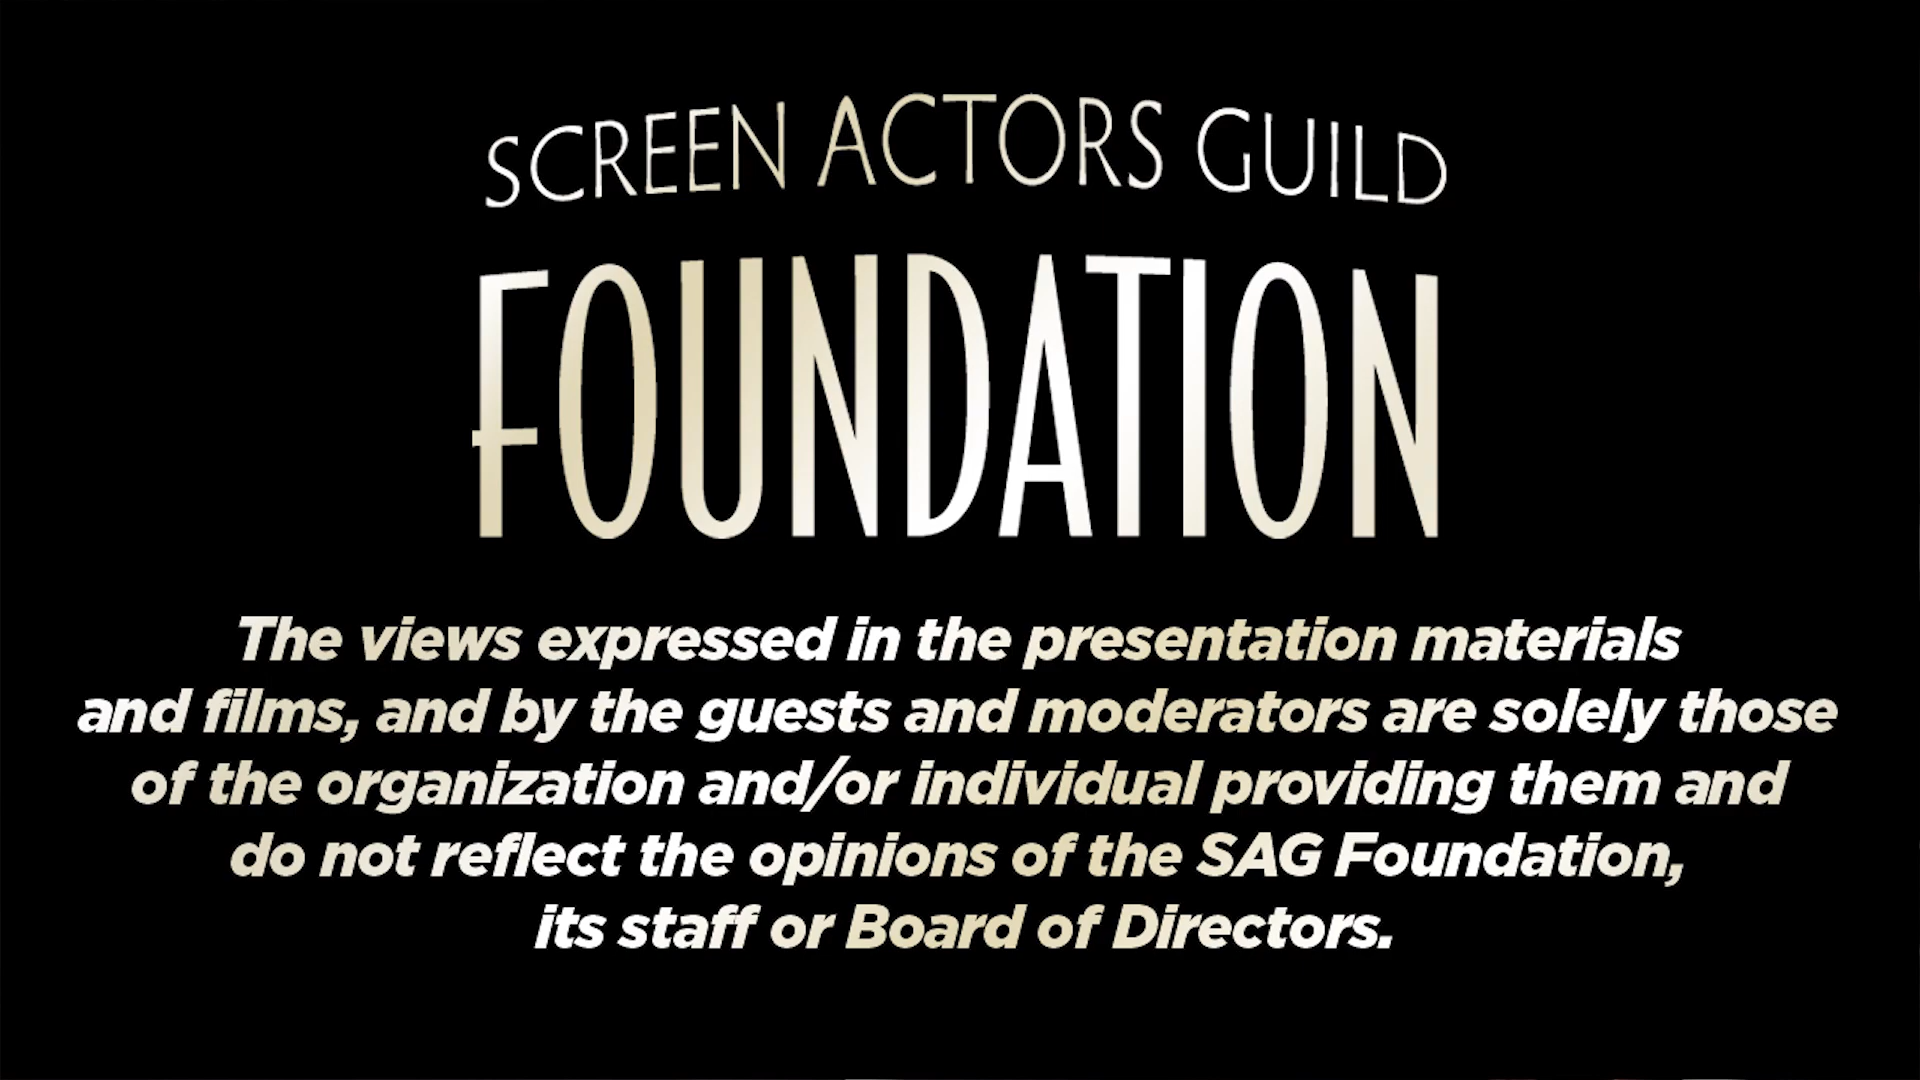 SCREEN ACTORS GUILD
FOUNDATION
The views expressed in the presentation materials
and films, and by the guests and moderators are solely those
of the organization and/or individual providing them and
do not reflect the opinions of the SAG Foundation,
its staff or Board of Directors.